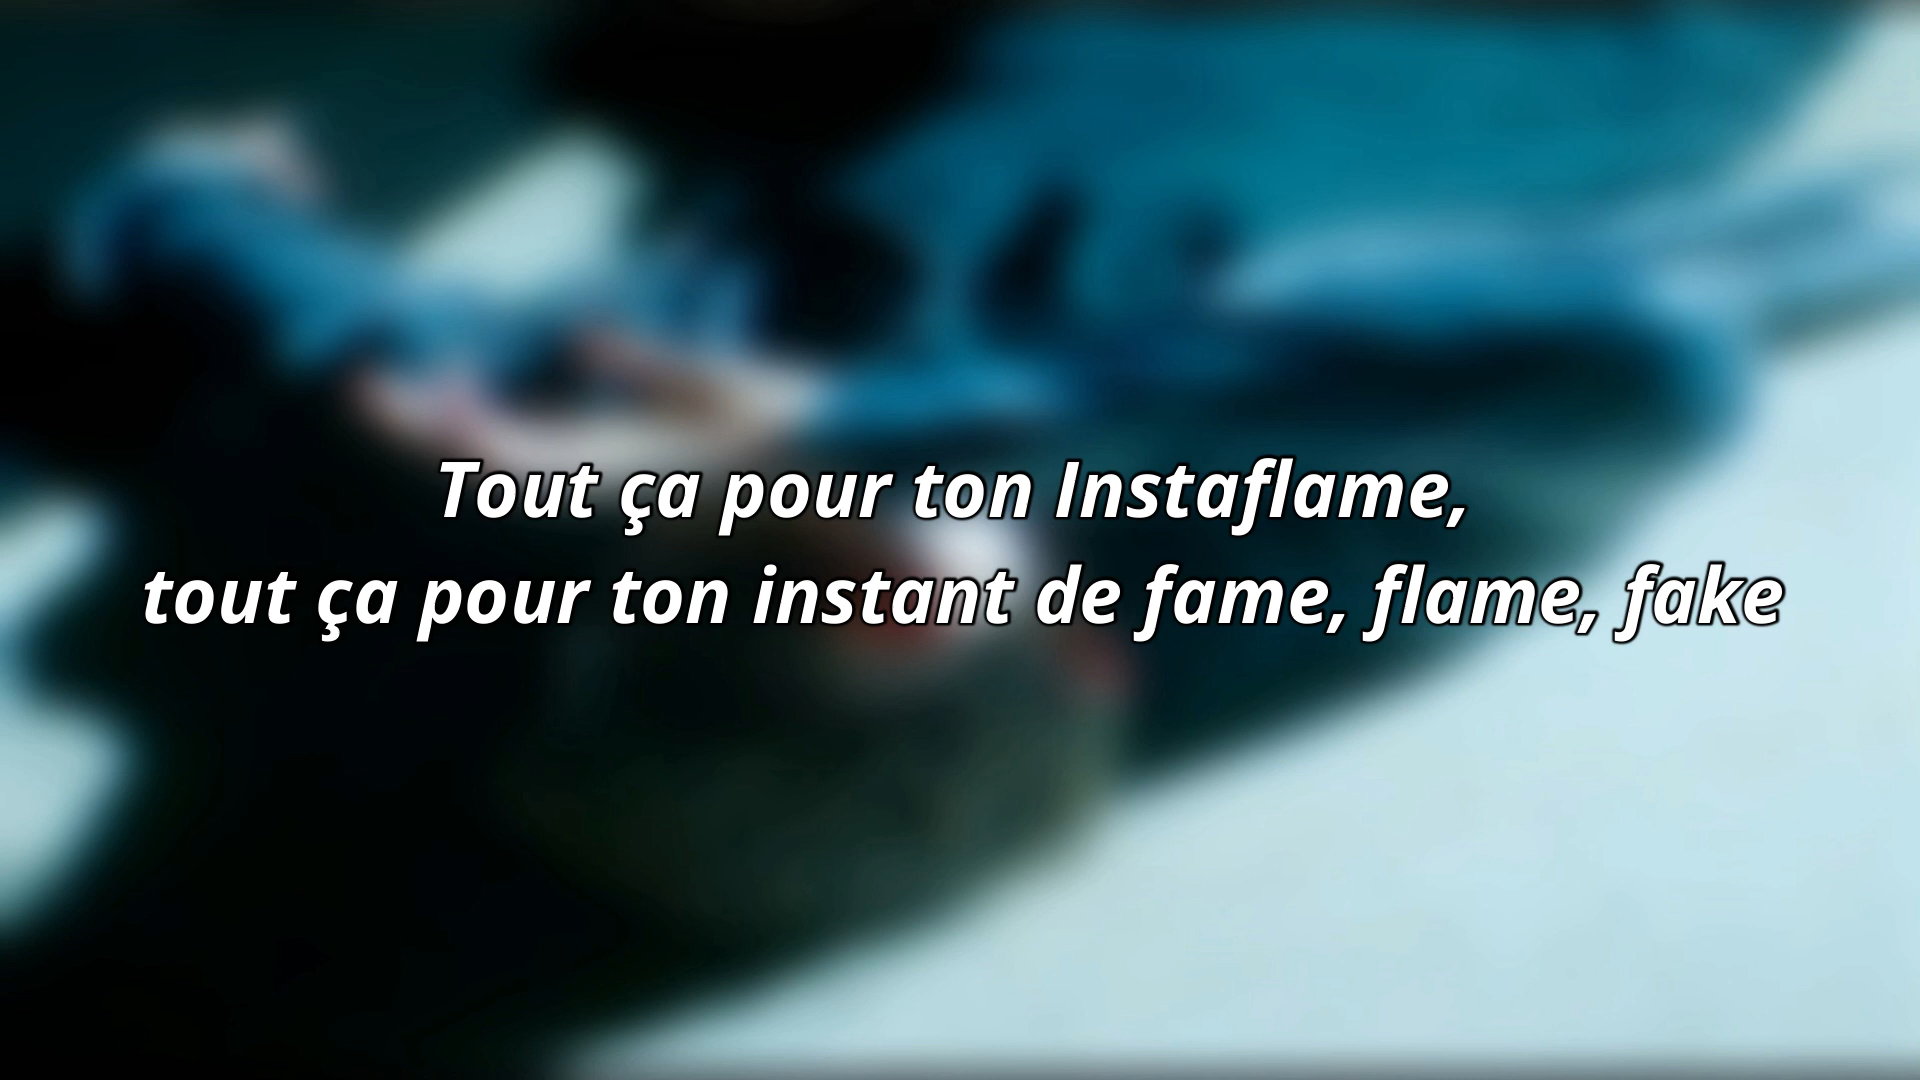 Tout ça pour ton Instaflame,
tout ça pour ton instant de fame, flame, fake